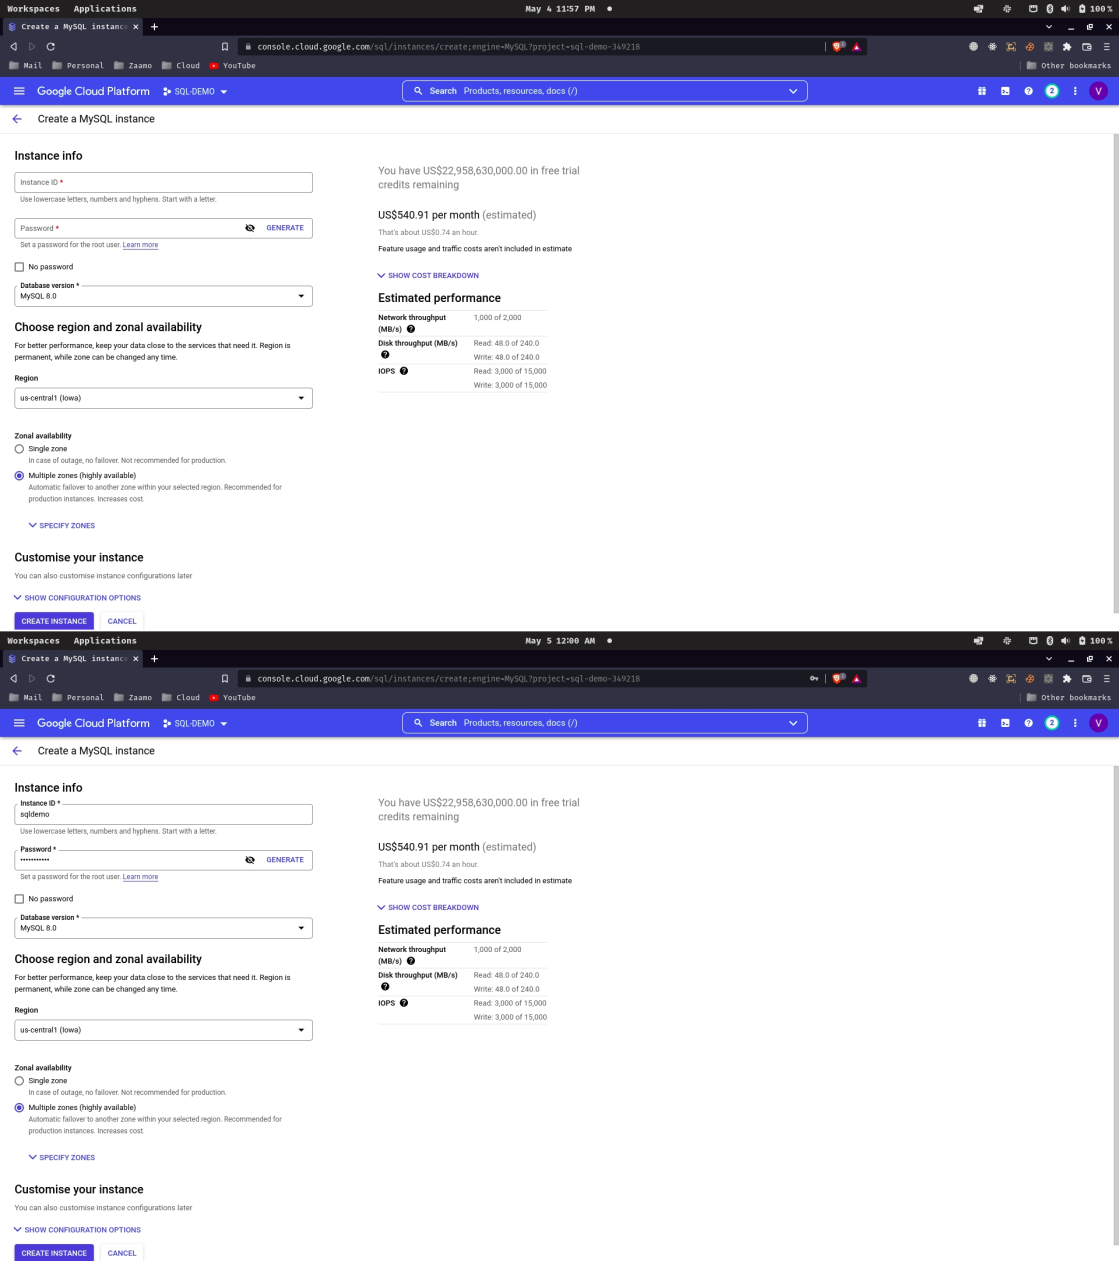 Workspaces Applications May 4 11:57 PM 100%
Create a MySQL instance
console.cloud.google.com/sql/instances/create;engine=MySQL?project=sql-demo-349218
Mail Personal Zaamo Cloud YouTube Other bookmarks
Google Cloud Platform SQL-DEMO Search Products, resources, docs (/) 2 V
Create a MySQL instance
Instance info
Instance ID *
Use lowercase letters, numbers and hyphens. Start with a letter.
Password * GENERATE
Set a password for the root user. Learn more
No password
Database version *
MySQL 8.0
Choose region and zonal availability
For better performance, keep your data close to the services that need it. Region is
permanent, while zone can be changed any time.
Region
us-central1 (Iowa)
Zonal availability
Single zone
In case of outage, no failover. Not recommended for production.
Multiple zones (highly available)
Automatic failover to another zone within your selected region. Recommended for
production instances. Increases cost.
SPECIFY ZONES
Customise your instance
You can also customise instance configurations later
SHOW CONFIGURATION OPTIONS
CREATE INSTANCE CANCEL
You have US$22,958,630,000.00 in free trial
credits remaining
US$540.91 per month (estimated)
That's about US$0.74 an hour.
Feature usage and traffic costs aren't included in estimate
SHOW COST BREAKDOWN
Estimated performance
Network throughput 1,000 of 2,000
(MB/s)
Disk throughput (MB/s) Read: 48.0 of 240.0
Write: 48.0 of 240.0
IOPS Read: 3,000 of 15,000
Write: 3,000 of 15,000
Workspaces Applications May 5 12:00 AM 100%
Create a MySQL instance
console.cloud.google.com/sql/instances/create;engine=MySQL?project=sql-demo-349218
Mail Personal Zaamo Cloud YouTube Other bookmarks
Google Cloud Platform SQL-DEMO Search Products, resources, docs (/) 2 V
Create a MySQL instance
Instance info
Instance ID *
sqldemo
Use lowercase letters, numbers and hyphens. Start with a letter.
Password *
••••••••••• GENERATE
Set a password for the root user. Learn more
No password
Database version *
MySQL 8.0
Choose region and zonal availability
For better performance, keep your data close to the services that need it. Region is
permanent, while zone can be changed any time.
Region
us-central1 (Iowa)
Zonal availability
Single zone
In case of outage, no failover. Not recommended for production.
Multiple zones (highly available)
Automatic failover to another zone within your selected region. Recommended for
production instances. Increases cost.
SPECIFY ZONES
Customise your instance
You can also customise instance configurations later
SHOW CONFIGURATION OPTIONS
CREATE INSTANCE CANCEL
You have US$22,958,630,000.00 in free trial
credits remaining
US$540.91 per month (estimated)
That's about US$0.74 an hour.
Feature usage and traffic costs aren't included in estimate
SHOW COST BREAKDOWN
Estimated performance
Network throughput 1,000 of 2,000
(MB/s)
Disk throughput (MB/s) Read: 48.0 of 240.0
Write: 48.0 of 240.0
IOPS Read: 3,000 of 15,000
Write: 3,000 of 15,000